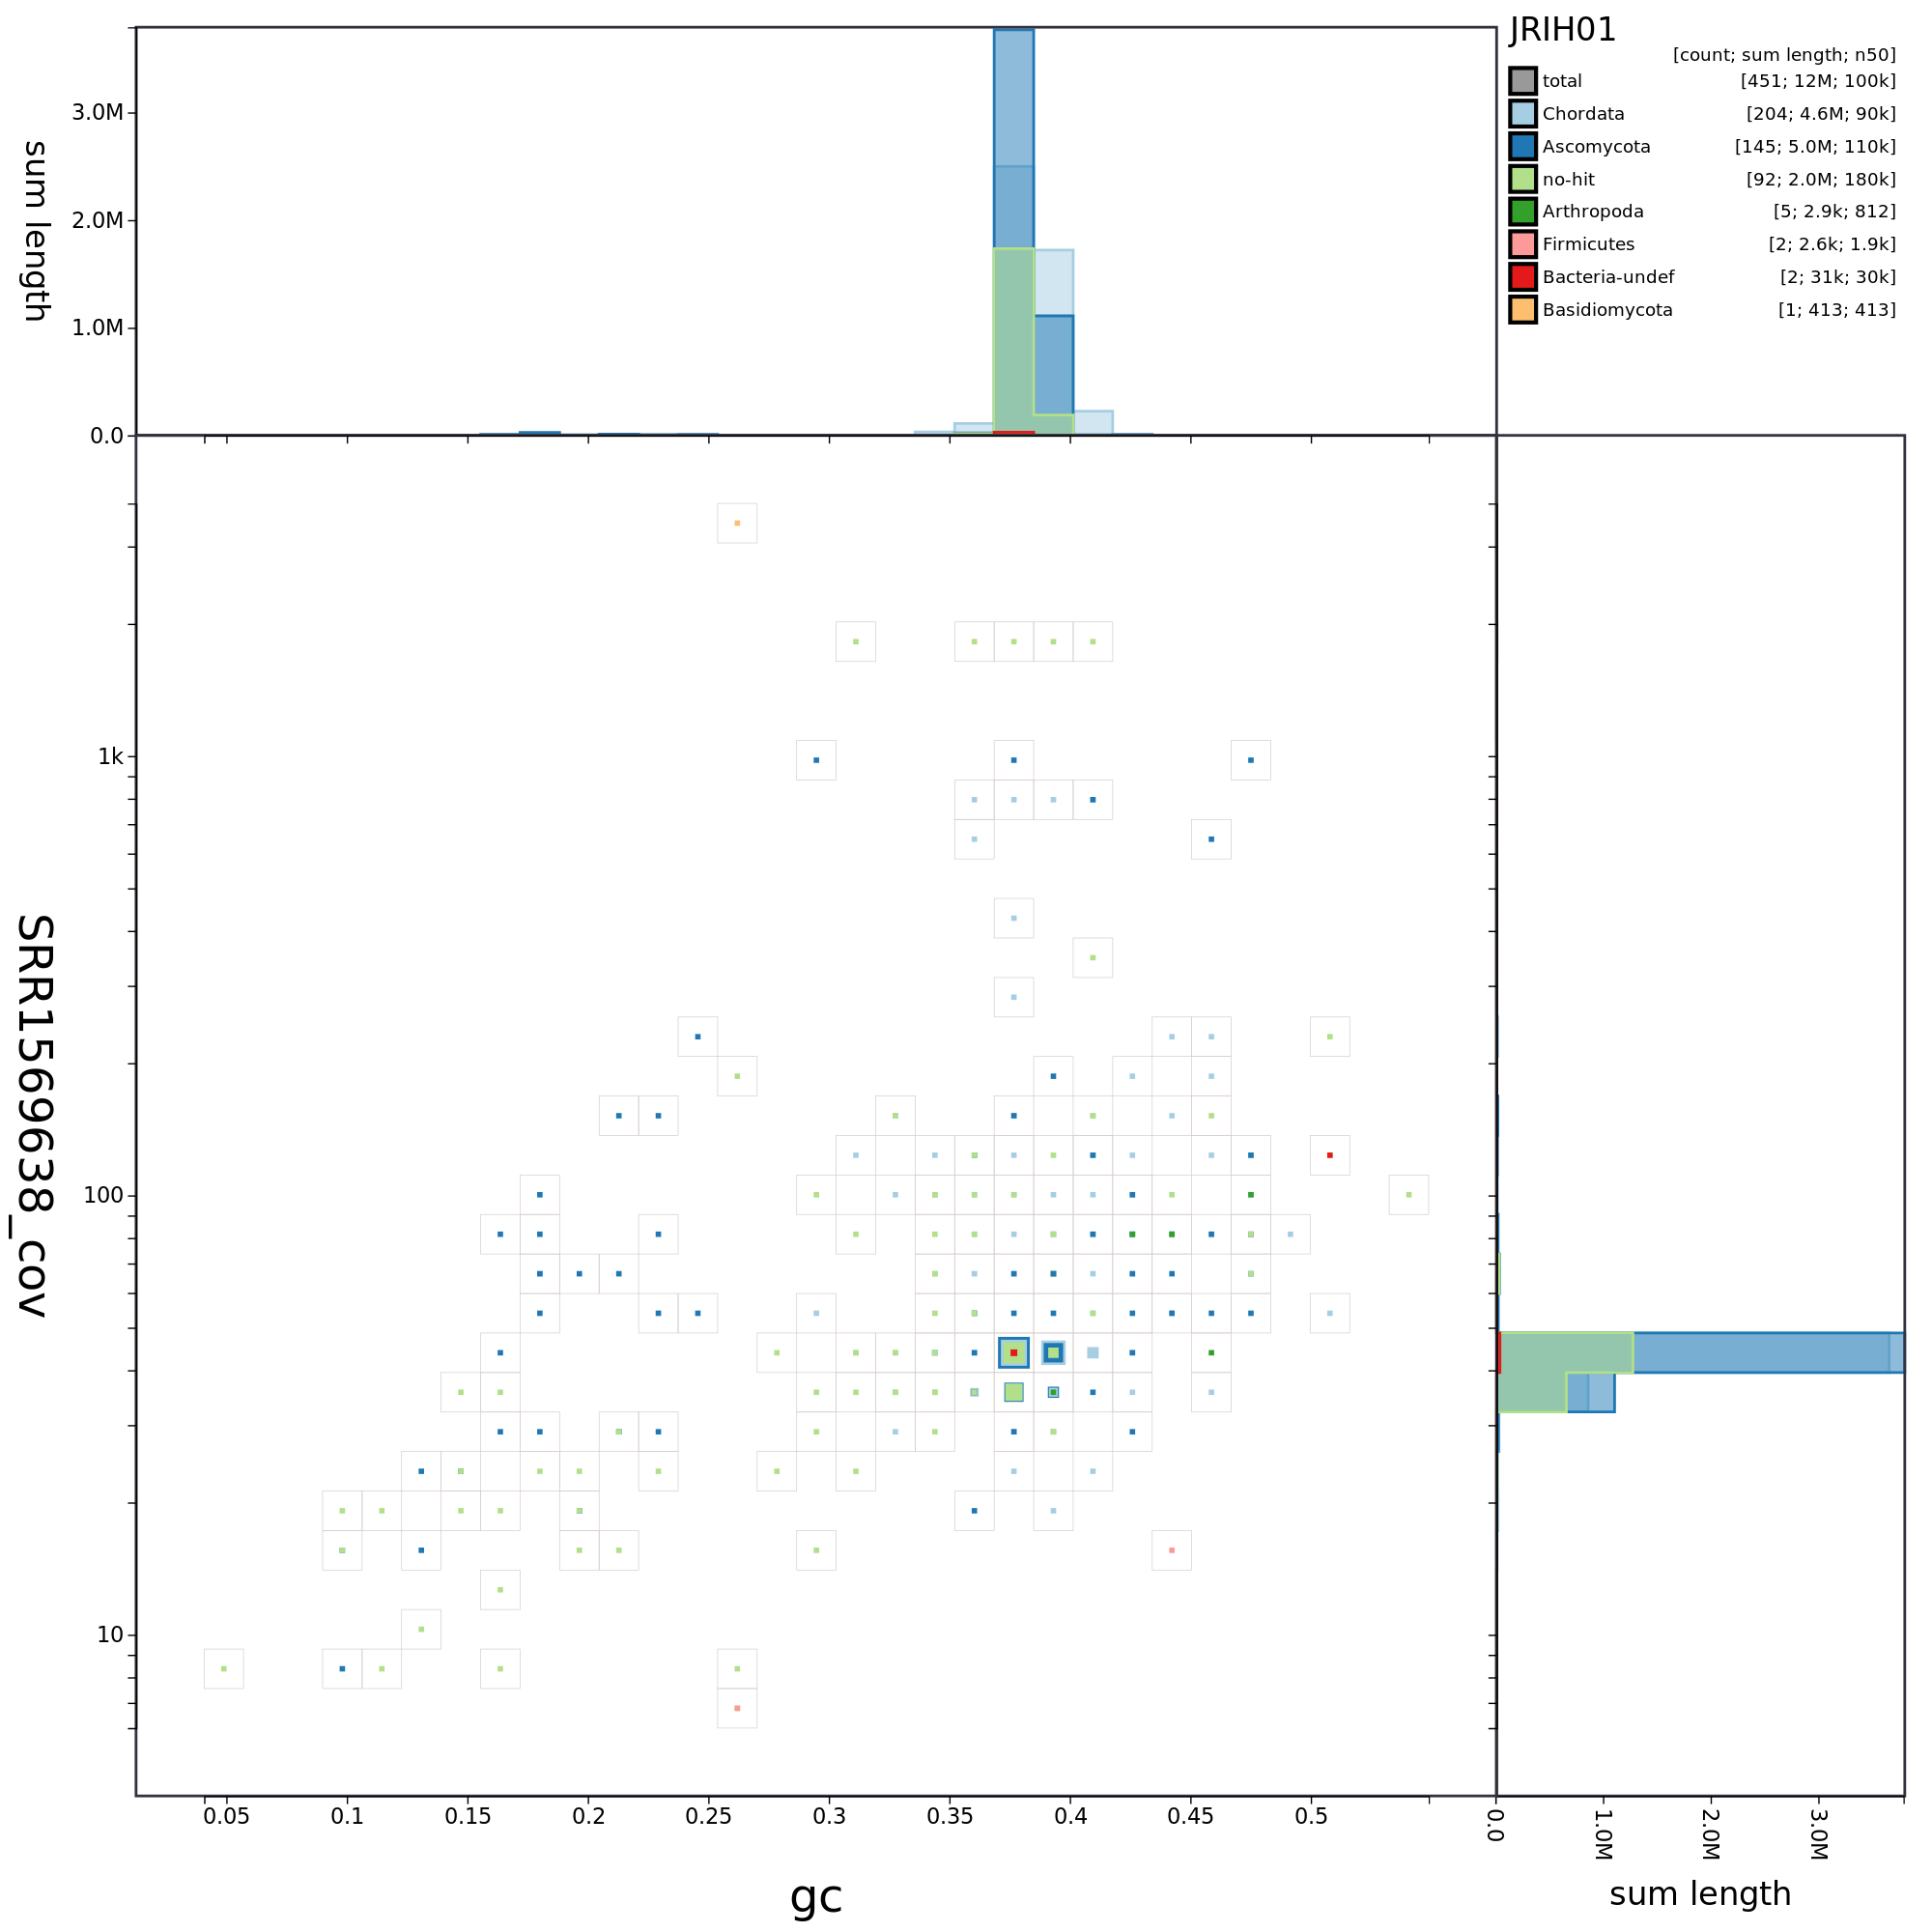 JRIH01
[count; sum length; n50]
total [451; 12M; 100k]
Chordata [204; 4.6M; 90k]
Ascomycota [145; 5.0M; 110k]
no-hit [92; 2.0M; 180k]
Arthropoda [5; 2.9k; 812]
Firmicutes [2; 2.6k; 1.9k]
Bacteria-undef [2; 31k; 30k]
Basidiomycota [1; 413; 413]
sum length
3.0M
2.0M
1.0M
0.0
SRR1569638_cov
1k
100
10
0.05 0.1 0.15 0.2 0.25 0.3 0.35 0.4 0.45 0.5
gc
0.0 1.0M 2.0M 3.0M
sum length